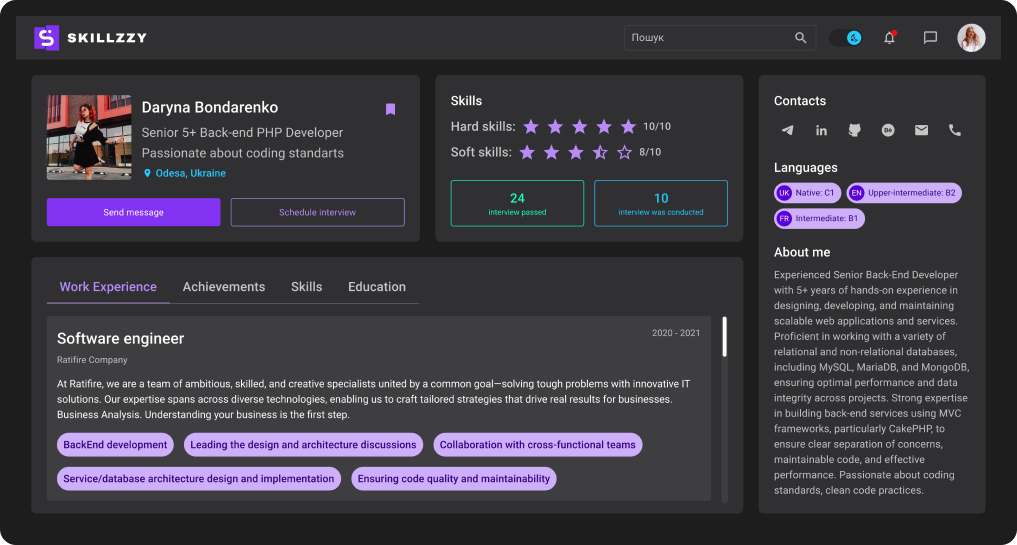 SKILLZZY
Пошук
Daryna Bondarenko
Senior 5+ Back-end PHP Developer
Passionate about coding standarts
Odesa, Ukraine
Send message
Schedule interview
Skills
Hard skills: 10/10
Soft skills: 8/10
24
interview passed
10
interview was conducted
Contacts
in
Bē
Languages
UK Native: C1
EN Upper-intermediate: B2
FR Intermediate: B1
About me
Experienced Senior Back-End Developer
with 5+ years of hands-on experience in
designing, developing, and maintaining
scalable web applications and services.
Proficient in working with a variety of
relational and non-relational databases,
including MySQL, MariaDB, and MongoDB,
ensuring optimal performance and data
integrity across projects. Strong expertise
in building back-end services using MVC
frameworks, particularly CakePHP, to
ensure clear separation of concerns,
maintainable code, and effective
performance. Passionate about coding
standards, clean code practices.
Work Experience
Achievements
Skills
Education
Software engineer
2020 - 2021
Ratifire Company
At Ratifire, we are a team of ambitious, skilled, and creative specialists united by a common goal—solving tough problems with innovative IT
solutions. Our expertise spans across diverse technologies, enabling us to craft tailored strategies that drive real results for businesses.
Business Analysis. Understanding your business is the first step.
BackEnd development
Leading the design and architecture discussions
Collaboration with cross-functional teams
Service/database architecture design and implementation
Ensuring code quality and maintainability